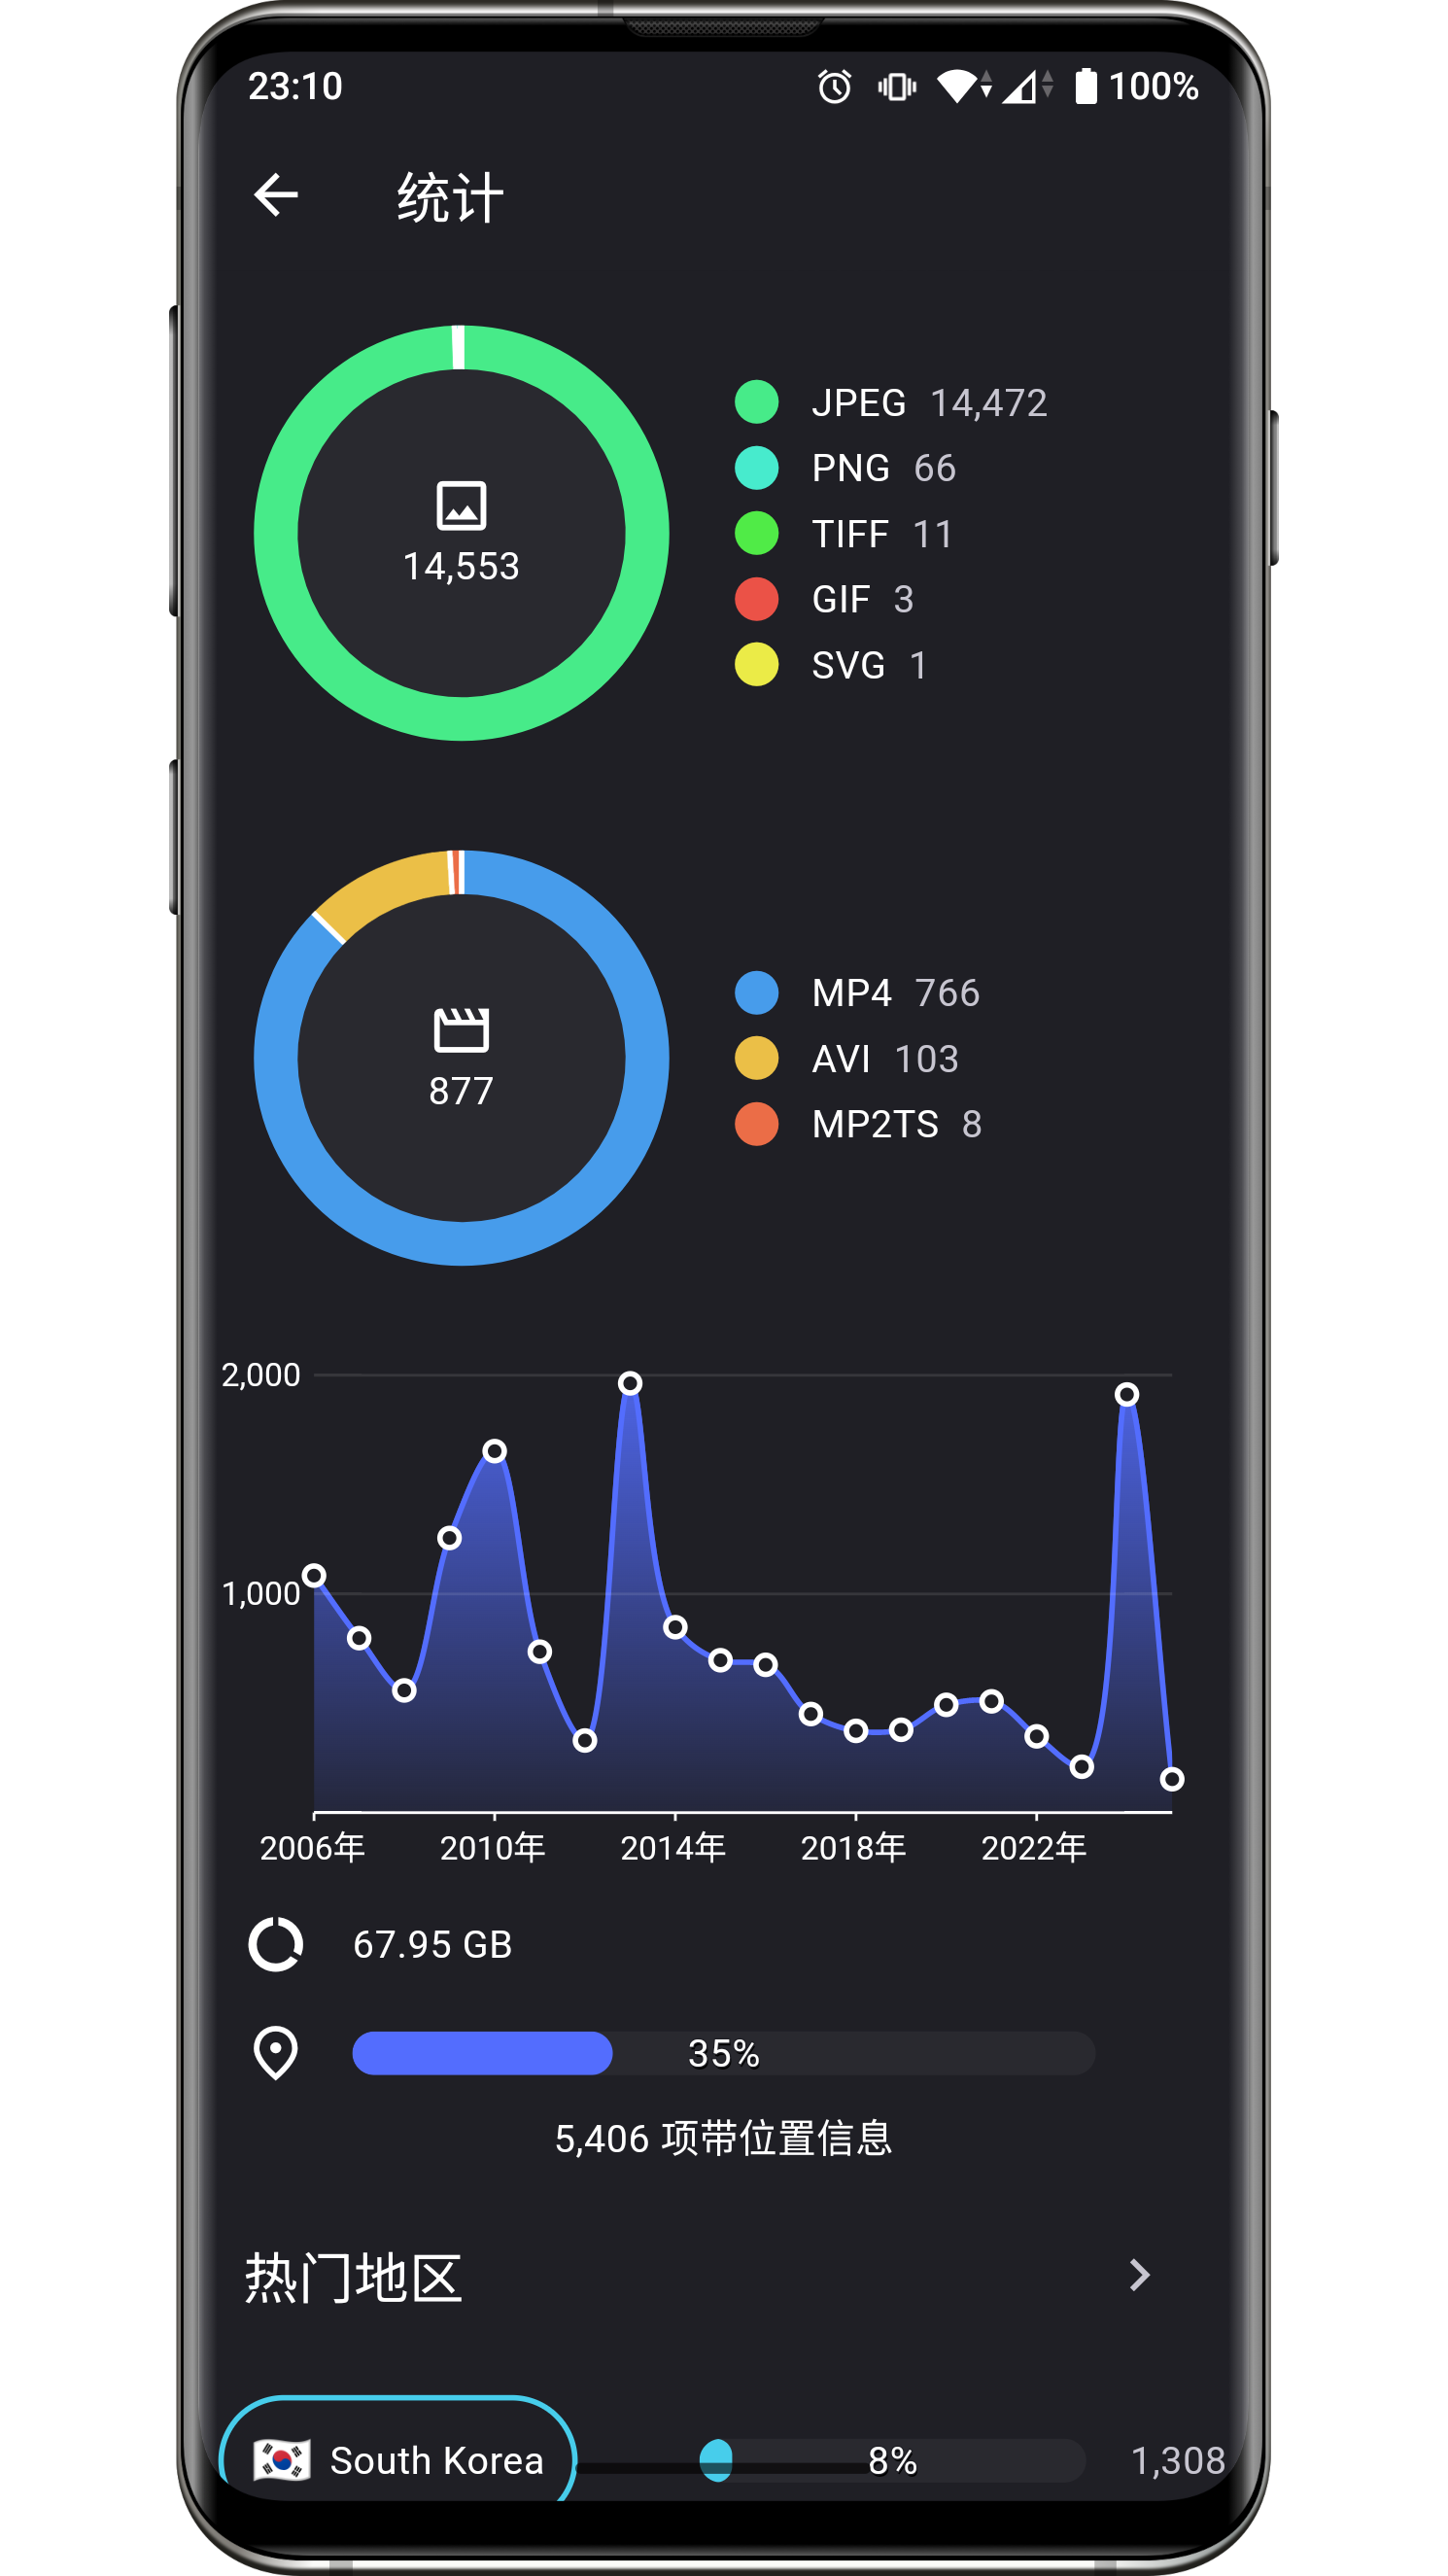 23:10 100%
统计
JPEG 14,472
PNG 66
TIFF 11
GIF 3
SVG 1
14,553
MP4 766
AVI 103
MP2TS 8
877
2,000
1,000
2006年 2010年 2014年 2018年 2022年
67.95 GB
35%
5,406 项带位置信息
热门地区
South Korea 8% 1,308